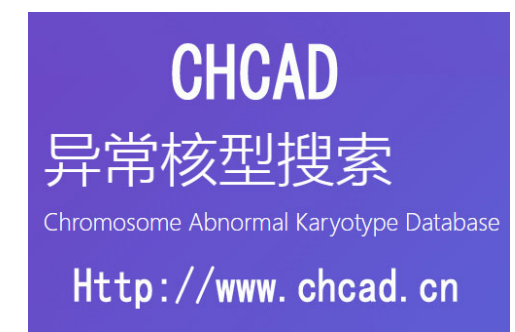 CHCAD
异常核型搜索
Chromosome Abnormal Karyotype Database
Http://www.chcad.cn